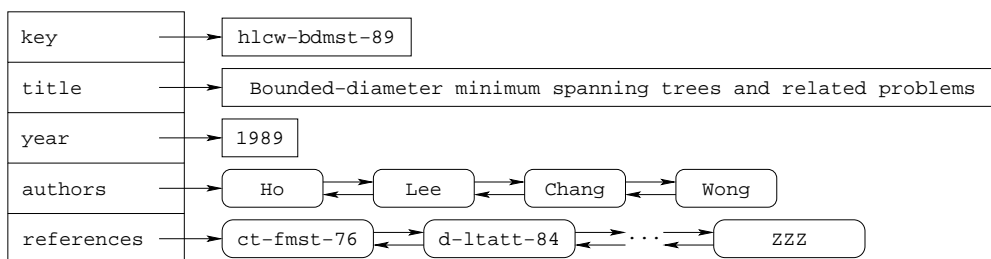 key hlcw-bdmst-89
title Bounded-diameter minimum spanning trees and related problems
year 1989
authors Ho Lee Chang Wong
references ct-fmst-76 d-ltatt-84 ... ZZZ